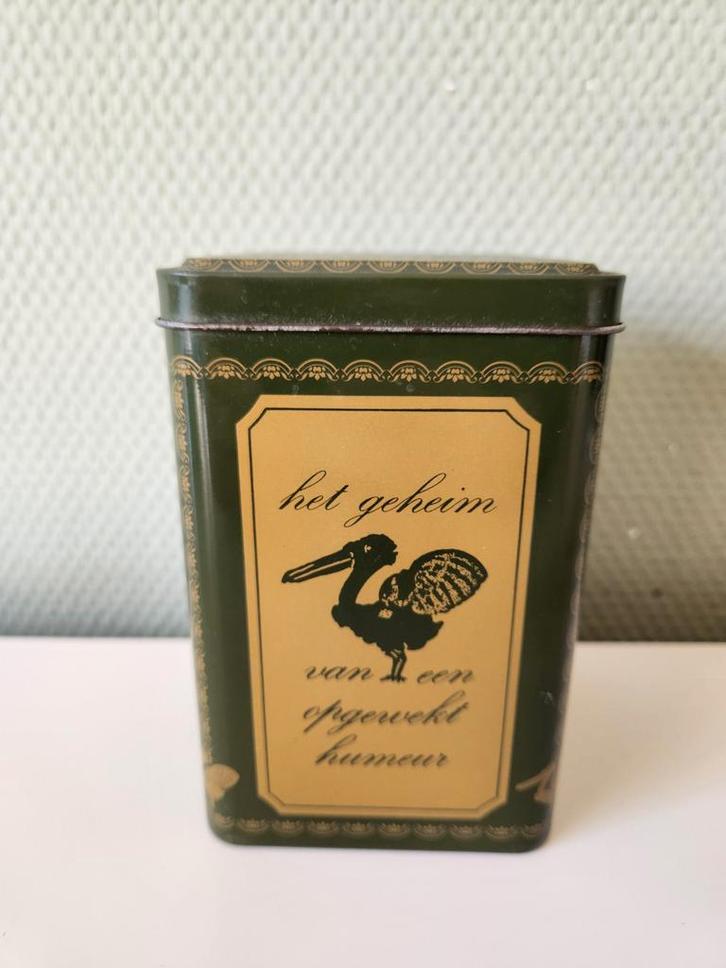 het geheim
van een
opgewekt
humeur